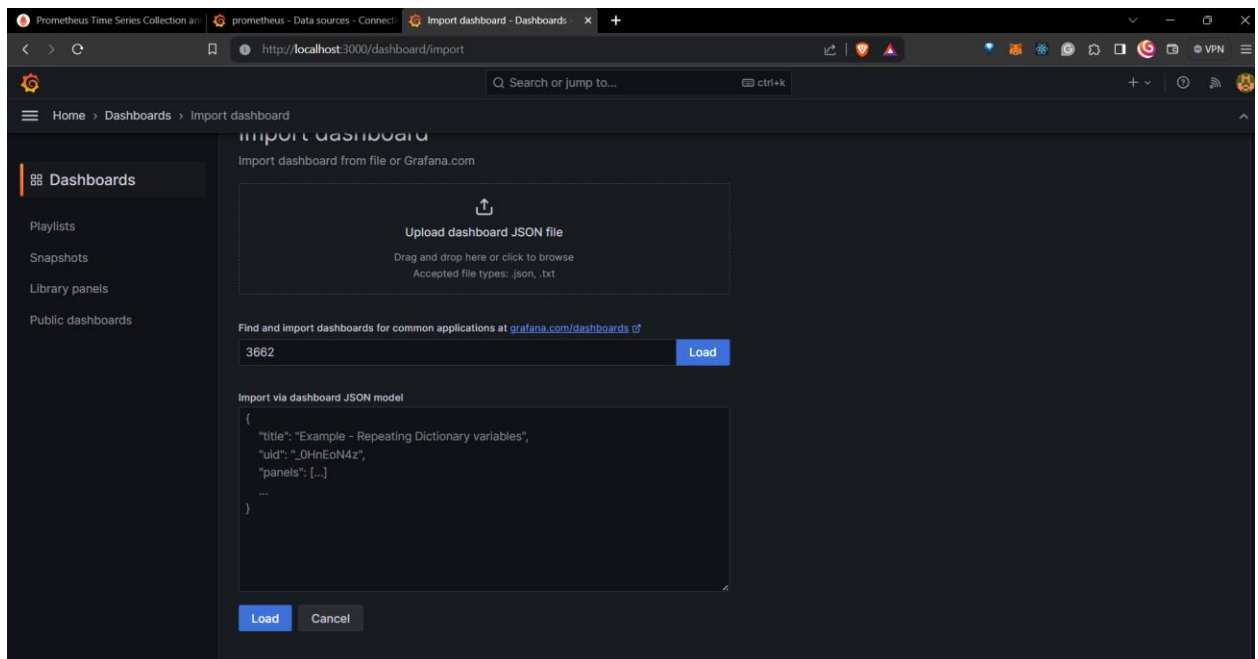 Prometheus Time Series Collection an
prometheus - Data sources - Connecti
Import dashboard - Dashboards -
http://localhost:3000/dashboard/import
VPN
Search or jump to...
ctrl+k
Home › Dashboards › Import dashboard
Import dashboard
Import dashboard from file or Grafana.com
Dashboards
Playlists
Snapshots
Library panels
Public dashboards
Upload dashboard JSON file
Drag and drop here or click to browse
Accepted file types: .json, .txt
Find and import dashboards for common applications at grafana.com/dashboards
3662
Load
Import via dashboard JSON model
{
"title": "Example - Repeating Dictionary variables",
"uid": "_0HnEoN4z",
"panels": [...]
...
}
Load
Cancel